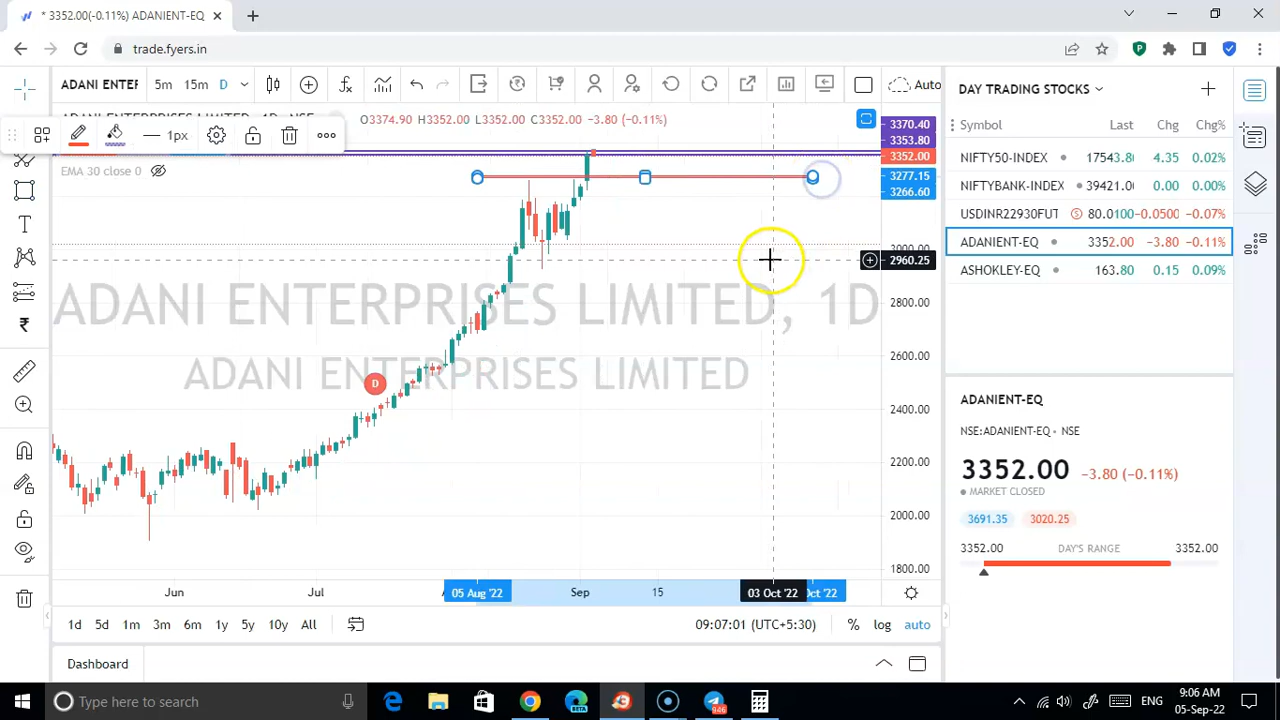 * 3352.00(-0.11%) ADANIENT-EQ
trade.fyers.in
ADANI ENTER 5m 15m D
Auto
1px
O3374.90 H3352.00 L3352.00 C3352.00 −3.80 (−0.11%)
EMA 30 close 0
ADANI ENTERPRISES LIMITED, 1D
ADANI ENTERPRISES LIMITED
D
3370.40
3353.80
3352.00
3277.15
3266.60
3000.00
2960.25
2800.00
2600.00
2400.00
2200.00
2000.00
1800.00
Jun Jul 05 Aug '22 Sep 15 03 Oct '22 Oct '22
1d 5d 1m 3m 6m 1y 5y 10y All
09:07:01 (UTC+5:30) % log auto
Dashboard
DAY TRADING STOCKS
Symbol Last Chg Chg%
NIFTY50-INDEX 17543.8 4.35 0.02%
NIFTYBANK-INDEX 39421.0 0.00 0.00%
USDINR22930FUT S 80.0100 -0.0500 -0.07%
ADANIENT-EQ 3352.00 −3.80 −0.11%
ASHOKLEY-EQ 163.80 0.15 0.09%
ADANIENT-EQ
NSE:ADANIENT-EQ • NSE
3352.00 −3.80 (−0.11%)
MARKET CLOSED
3691.35 3020.25
3352.00 DAY'S RANGE 3352.00
Type here to search
946
ENG
9:06 AM
05-Sep-22